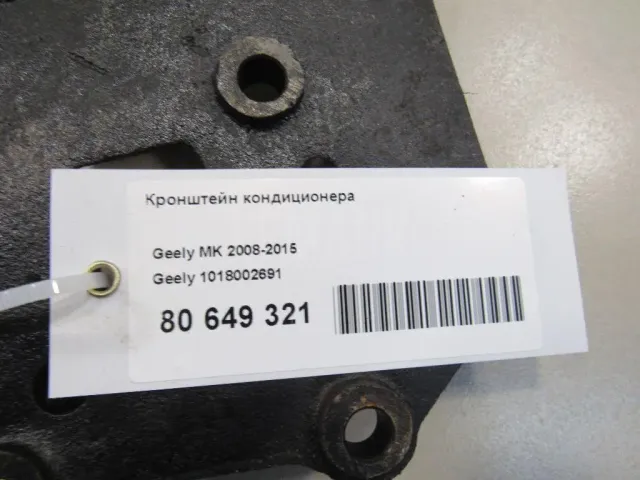 Кронштейн кондиционера
Geely MK 2008-2015
Geely 1018002691
80 649 321